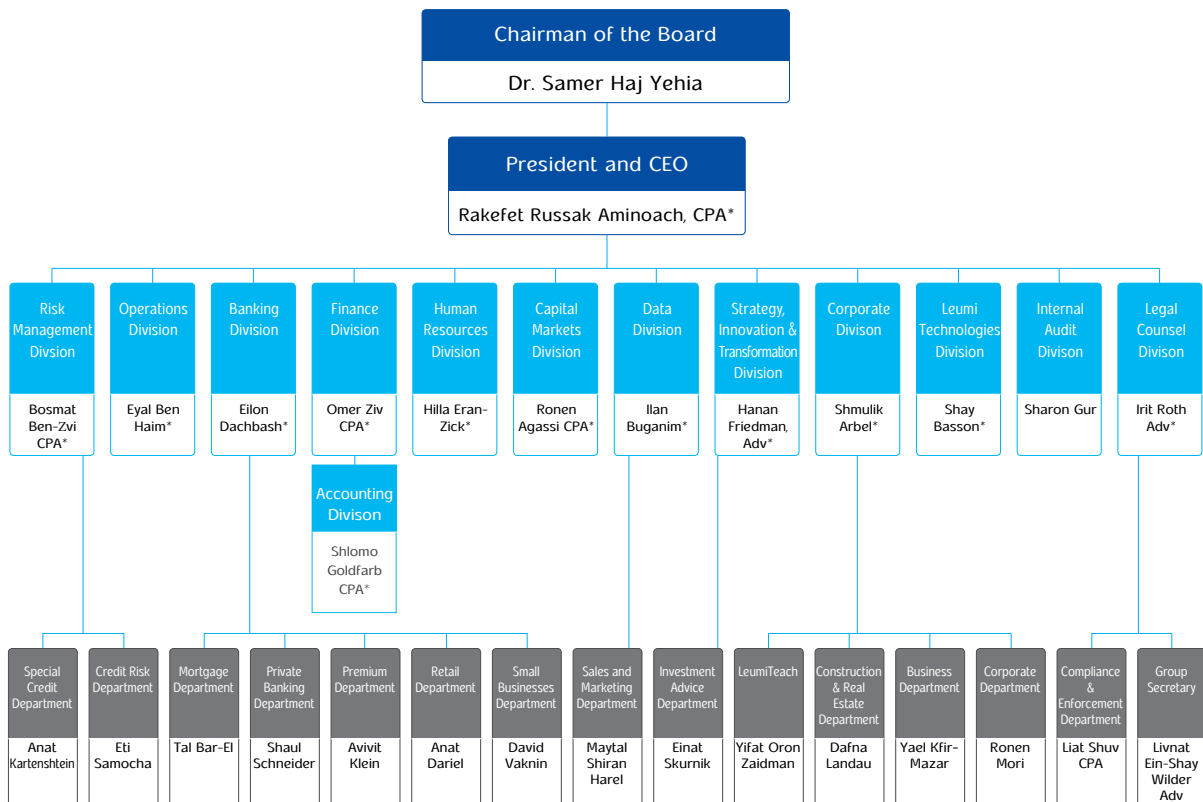 Chairman of the Board
Dr. Samer Haj Yehia
President and CEO
Rakefet Russak Aminoach, CPA*
Risk
Management
Divsion
Bosmat
Ben-Zvi
CPA*
Operations
Division
Eyal Ben
Haim*
Banking
Division
Eilon
Dachbash*
Finance
Division
Omer Ziv
CPA*
Human
Resources
Division
Hilla Eran-
Zick*
Capital
Markets
Division
Ronen
Agassi CPA*
Data
Division
Ilan
Buganim*
Strategy,
Innovation &
Transformation
Division
Hanan
Friedman,
Adv*
Corporate
Divison
Shmulik
Arbel*
Leumi
Technologies
Division
Shay
Basson*
Internal
Audit
Divison
Sharon Gur
Legal
Counsel
Divison
Irit Roth
Adv*
Accounting
Divison
Shlomo
Goldfarb
CPA*
Special
Credit
Department
Anat
Kartenshtein
Credit Risk
Department
Eti
Samocha
Mortgage
Department
Tal Bar-El
Private
Banking
Department
Shaul
Schneider
Premium
Department
Avivit
Klein
Retail
Department
Anat
Dariel
Small
Businesses
Department
David
Vaknin
Sales and
Marketing
Department
Maytal
Shiran
Harel
Investment
Advice
Department
Einat
Skurnik
LeumiTeach
Yifat Oron
Zaidman
Construction
& Real
Estate
Department
Dafna
Landau
Business
Department
Yael Kfir-
Mazar
Corporate
Department
Ronen
Mori
Compliance
&
Enforcement
Department
Liat Shuv
CPA
Group
Secretary
Livnat
Ein-Shay
Wilder
Adv